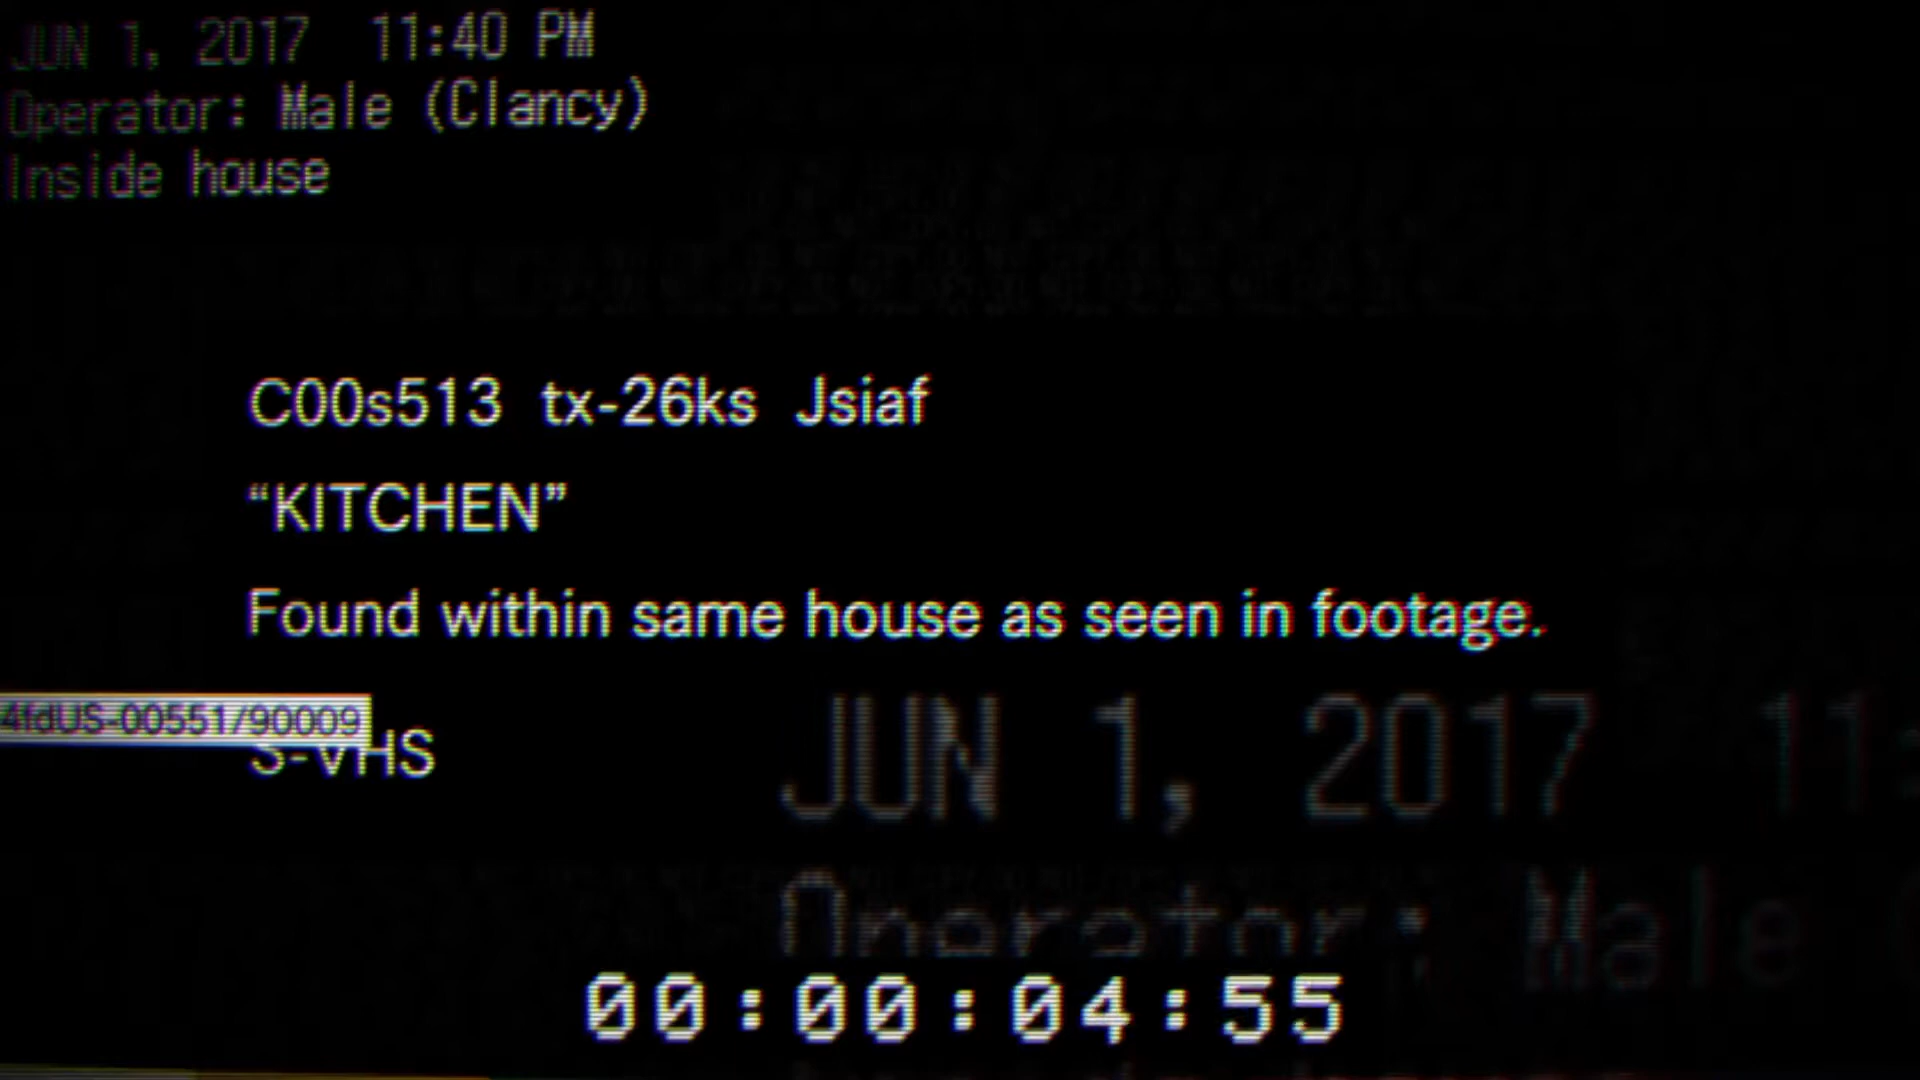 JUN 1, 2017 11:40 PM
Operator: Male (Clancy)
Inside house
C00s513 tx-26ks Jsiaf
“KITCHEN”
Found within same house as seen in footage.
4fdUS-00551/90009
S-VHS
JUN 1, 2017 11:
Operator: Male
00:00:04:55